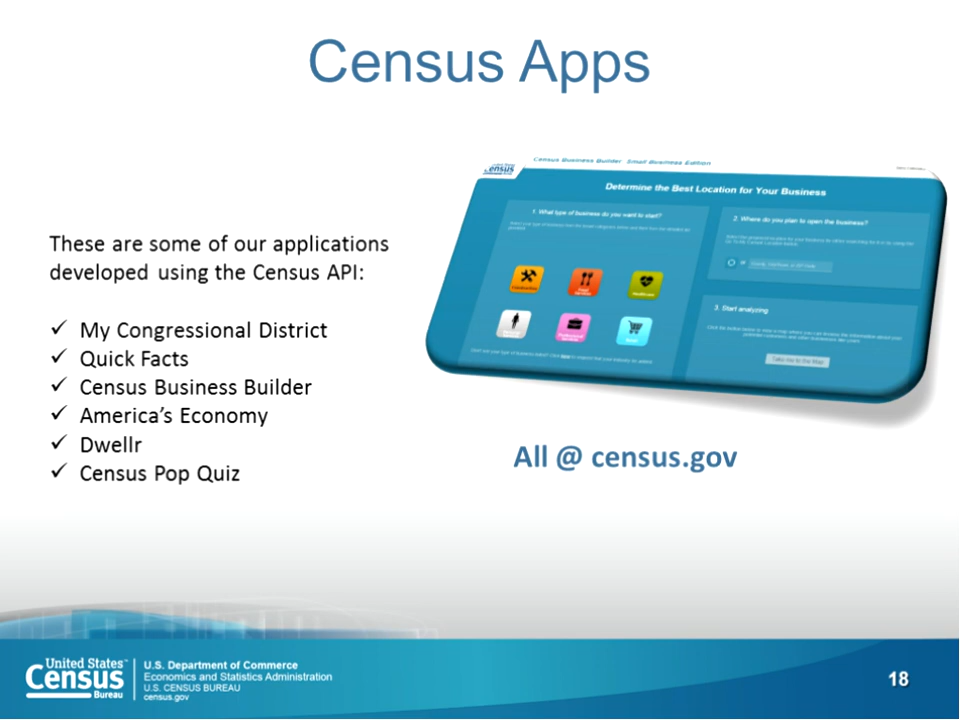 Census Apps
These are some of our applications
developed using the Census API:
✓ My Congressional District
✓ Quick Facts
✓ Census Business Builder
✓ America's Economy
✓ Dwellr
✓ Census Pop Quiz
United States
Census
Bureau
Census Business Builder: Small Business Edition
Determine the Best Location for Your Business
1. What type of business do you want to start?
2. Where do you plan to open the business?
3. Start analyzing
Take me to the Map
All @ census.gov
United States™
Census
Bureau
U.S. Department of Commerce
Economics and Statistics Administration
U.S. CENSUS BUREAU
census.gov
18